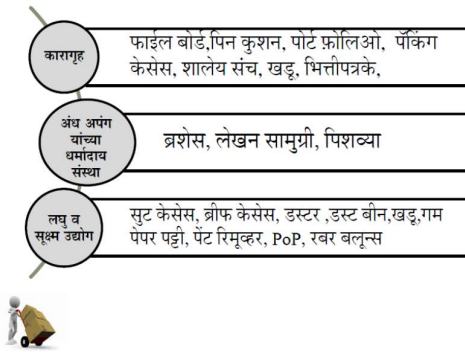 कारागृह
फाईल बोर्ड,पिन कुशन, पोर्ट फ़ोलिओ, पॅकिंग
केसेस, शालेय संच, खडू, भित्तीपत्रके,
अंध अपंग
यांच्या
धर्मादाय
संस्था
ब्रशेस, लेखन सामुग्री, पिशव्या
लघु व
सूक्ष्म उद्योग
सुट केसेस, ब्रीफ केसेस, डस्टर ,डस्ट बीन,खडू,गम
पेपर पट्टी, पेंट रिमूव्हर, PoP, रबर बलून्स